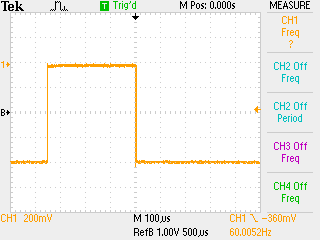 Tek Trig'd M Pos: 0.000s MEASURE
CH1
Freq
?
CH2 Off
Freq
CH2 Off
Period
CH3 Off
Freq
CH4 Off
Freq
1
B
CH1 200mV M 100µs CH1 -360mV
RefB 1.00V 500µs 60.0052Hz